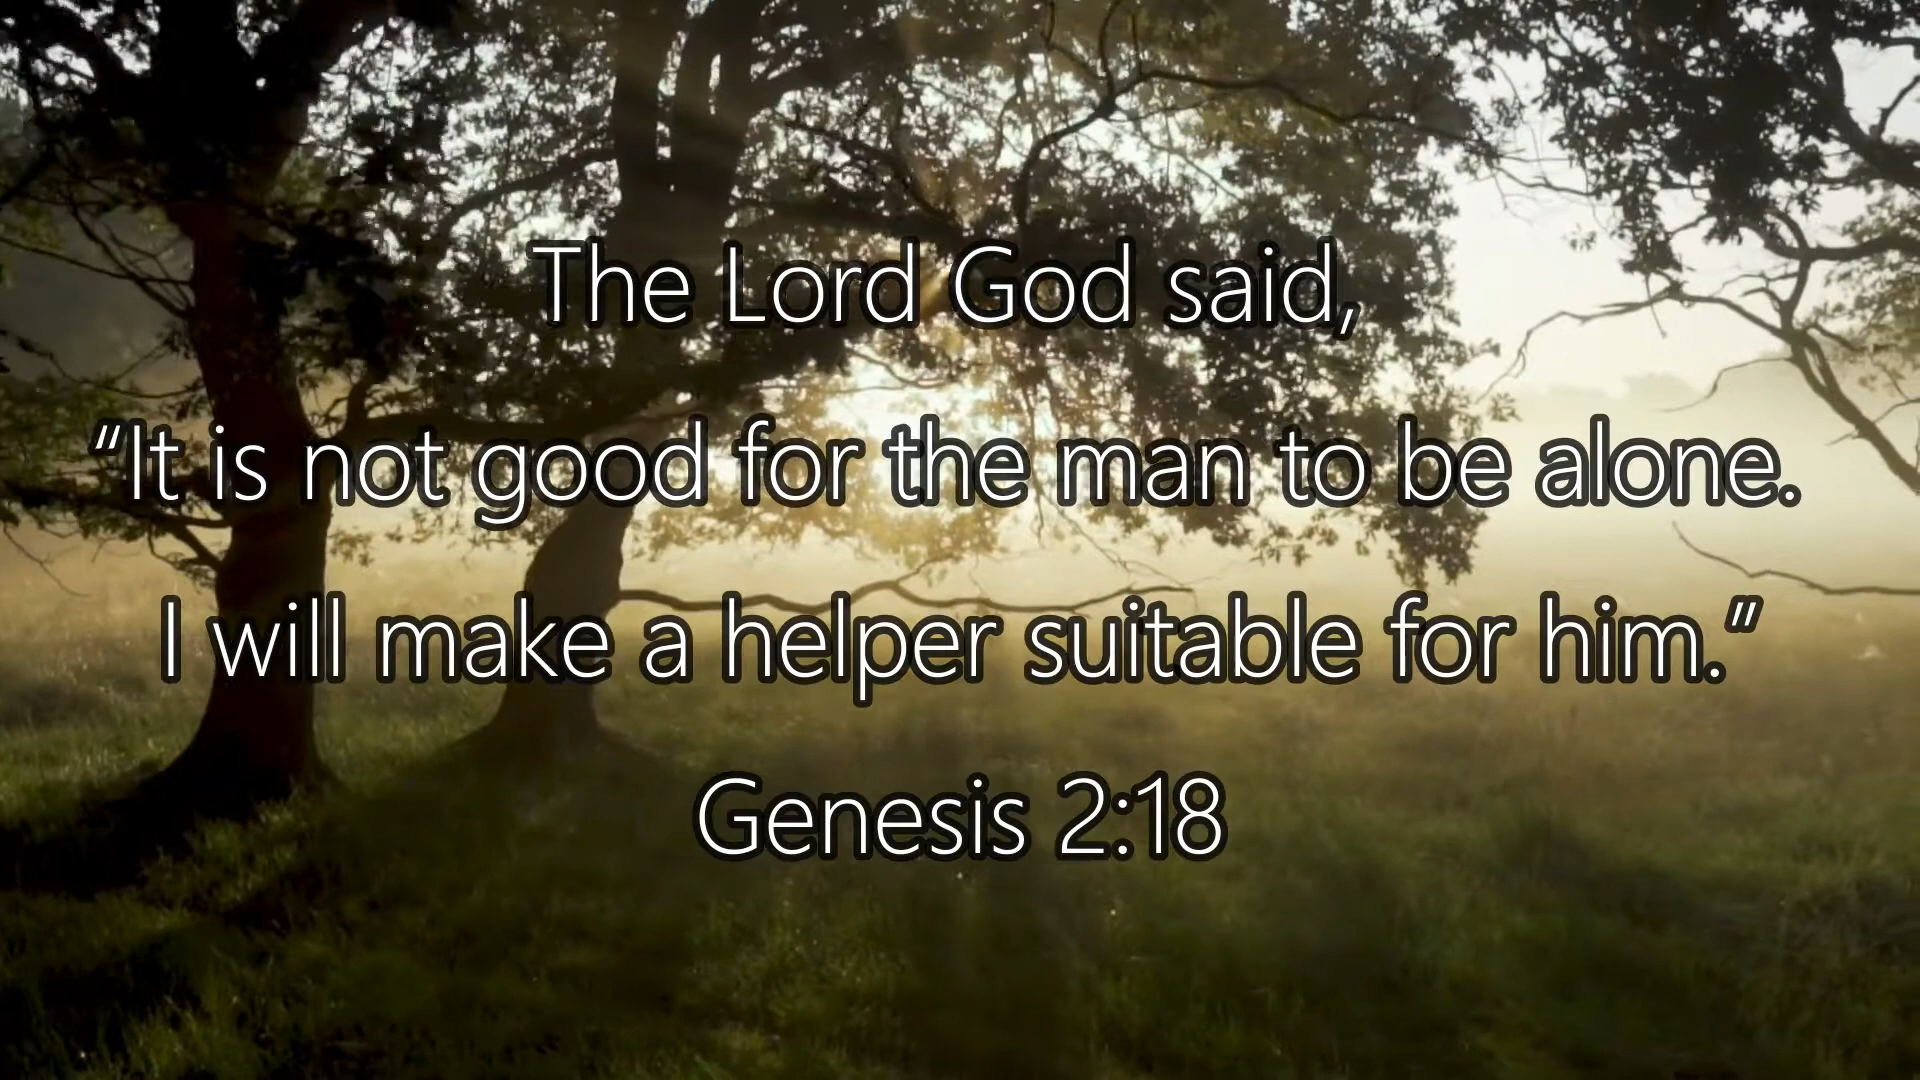 The Lord God said,
“It is not good for the man to be alone.
I will make a helper suitable for him.”
Genesis 2:18